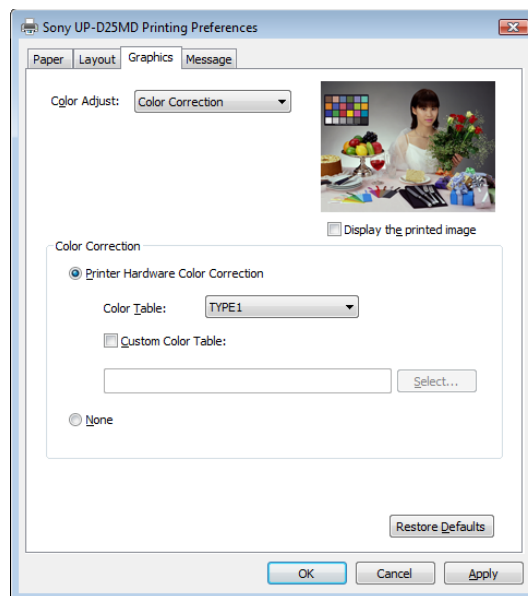 Sony UP-D25MD Printing Preferences
Paper Layout Graphics Message
Color Adjust: Color Correction
Display the printed image
Color Correction
Printer Hardware Color Correction
Color Table: TYPE1
Custom Color Table:
Select...
None
Restore Defaults
OK Cancel Apply